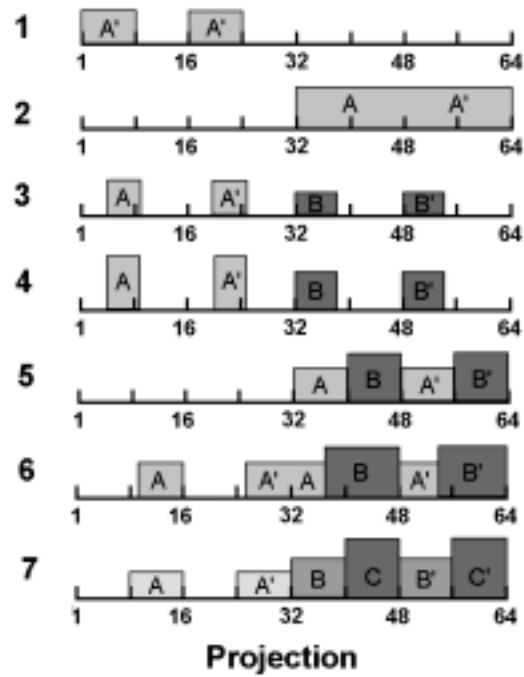 1 A' A'
1 16 32 48 64
2 A A'
1 16 32 48 64
3 A A' B B'
1 16 32 48 64
4 A A' B B'
1 16 32 48 64
5 A B A' B'
1 16 32 48 64
6 A A' A B A' B'
1 16 32 48 64
7 A A' B C B' C'
1 16 32 48 64
Projection